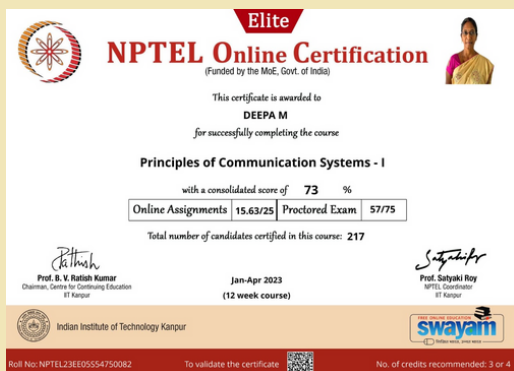 Elite
NPTEL Online Certification
(Funded by the MoE, Govt. of India)
This certificate is awarded to
DEEPA M
for successfully completing the course
Principles of Communication Systems - I
with a consolidated score of 73 %
Online Assignments 15.63/25 Proctored Exam 57/75
Total number of candidates certified in this course: 217
Prof. B. V. Ratish Kumar
Chairman, Centre for Continuing Education
IIT Kanpur
Jan-Apr 2023
(12 week course)
Prof. Satyaki Roy
NPTEL Coordinator
IIT Kanpur
Indian Institute of Technology Kanpur
FREE ONLINE EDUCATION
swayam
Roll No: NPTEL23EE05S54750082
To validate the certificate
No. of credits recommended: 3 or 4